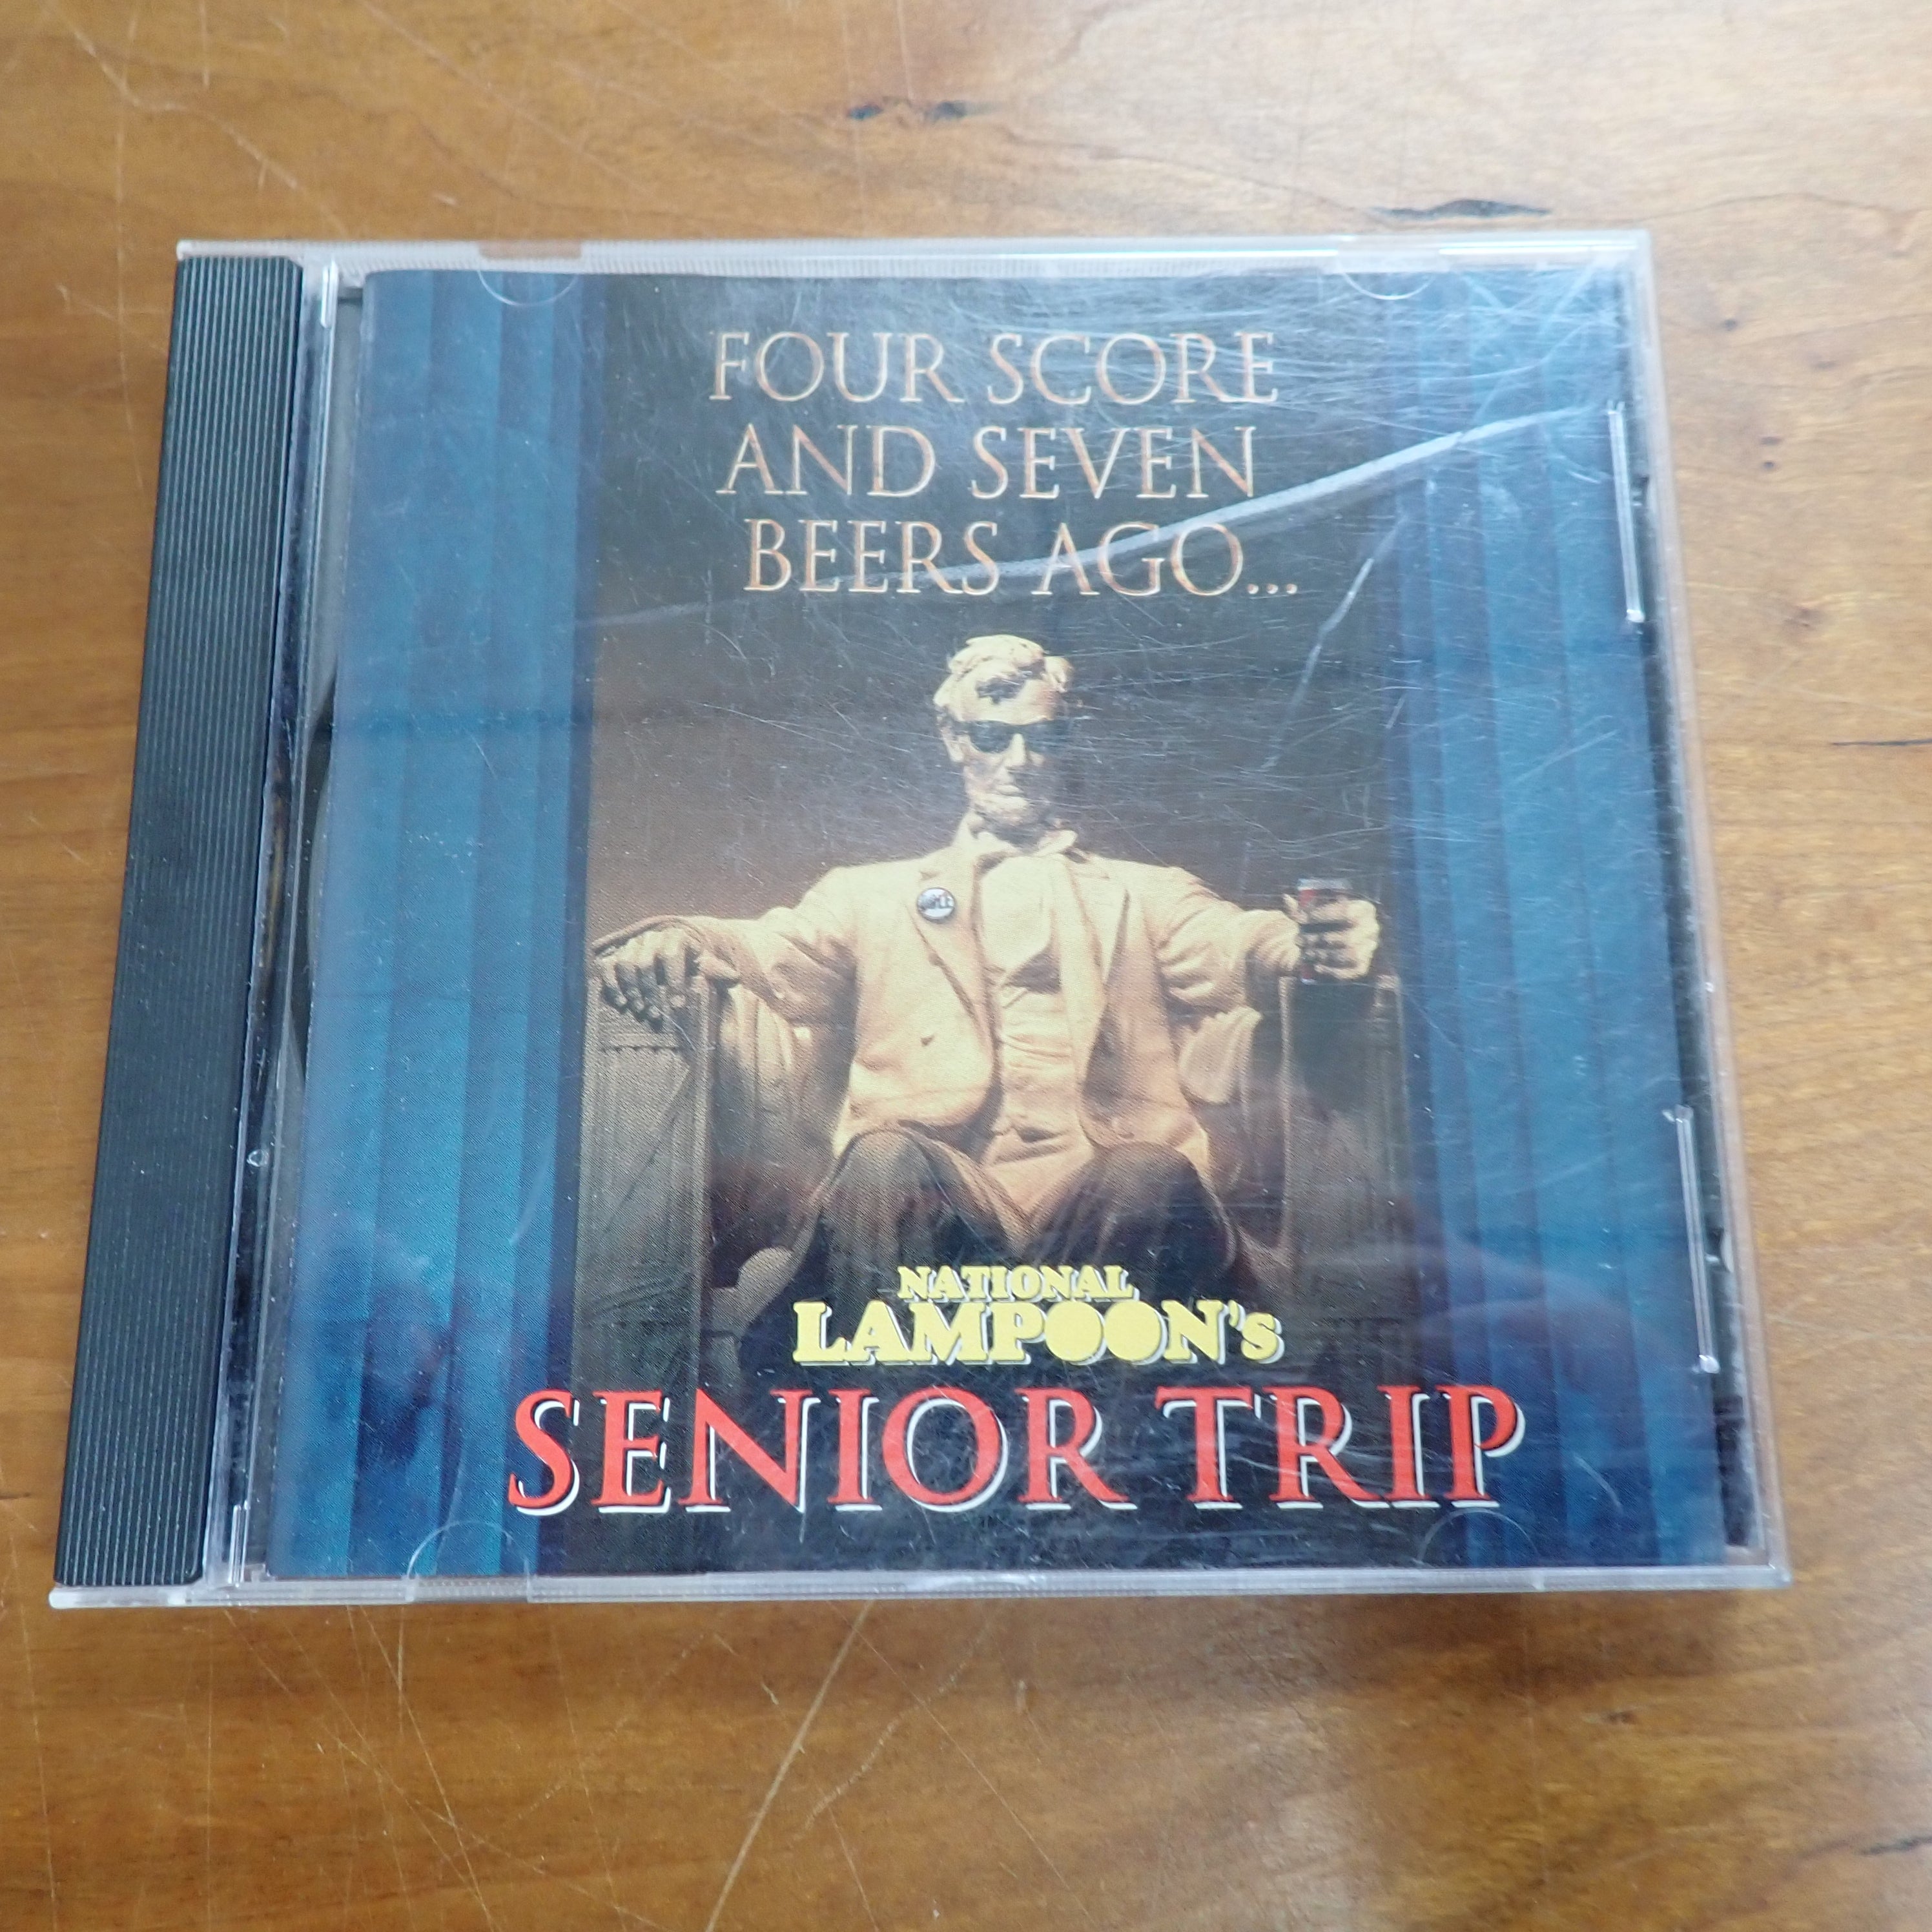 FOUR SCORE
AND SEVEN
BEERS AGO...
NATIONAL
LAMPOON's
SENIOR TRIP